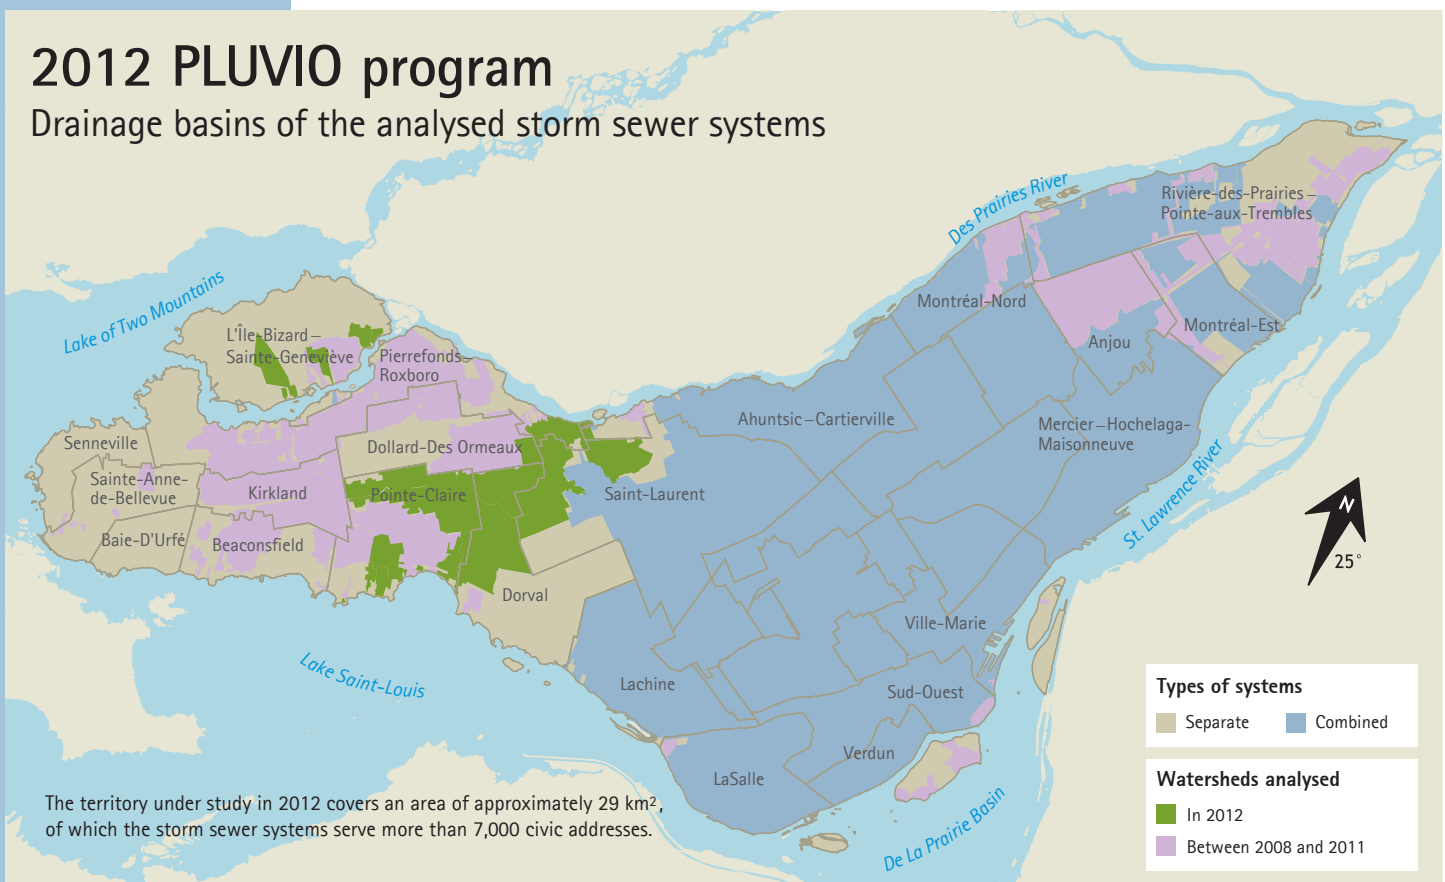 2012 PLUVIO program
Drainage basins of the analysed storm sewer systems
Des Prairies River
Rivière-des-Prairies–
Pointe-aux-Trembles
Lake of Two Mountains
Montréal-Nord
L'Île-Bizard–
Sainte-Geneviève
Pierrefonds–
Roxboro
Montréal-Est
Anjou
Ahuntsic–Cartierville
Mercier–Hochelaga-
Maisonneuve
Senneville
Dollard-Des Ormeaux
Sainte-Anne-
de-Bellevue
Kirkland
Pointe-Claire
Saint-Laurent
St. Lawrence River
N
25°
Baie-D'Urfé
Beaconsfield
Dorval
Ville-Marie
Lake Saint-Louis
Lachine
Sud-Ouest
Verdun
LaSalle
De La Prairie Basin
Types of systems
Separate
Combined
Watersheds analysed
In 2012
Between 2008 and 2011
The territory under study in 2012 covers an area of approximately 29 km²,
of which the storm sewer systems serve more than 7,000 civic addresses.